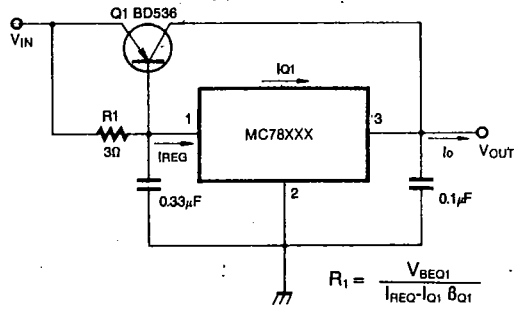 Q1 BD536
VIN
IQ1
R1
3Ω
1
MC78XXX
3
IREG
IO
VOUT
0.33μF
2
0.1μF
R1 = VBEQ1
IREQ-IQ1 βQ1